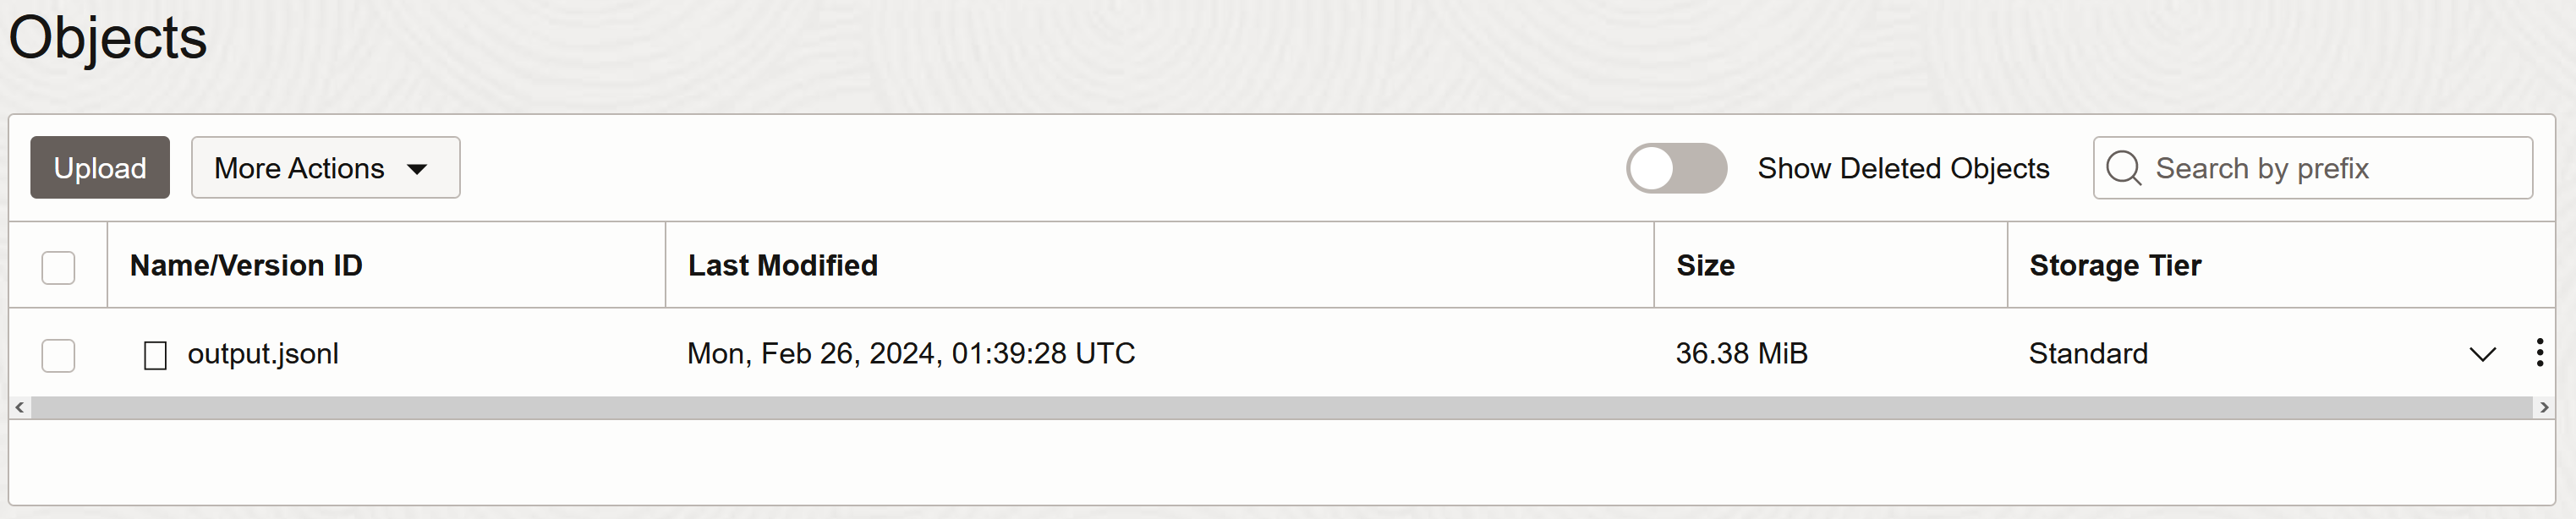 Objects
Upload More Actions Show Deleted Objects Search by prefix
Name/Version ID Last Modified Size Storage Tier
output.jsonl Mon, Feb 26, 2024, 01:39:28 UTC 36.38 MiB Standard